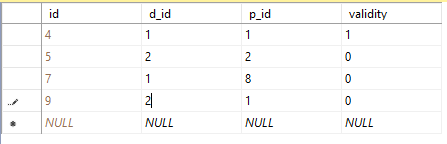 id d_id p_id validity
4 1 1 1
5 2 2 0
7 1 8 0
9 2 1 0
NULL NULL NULL NULL